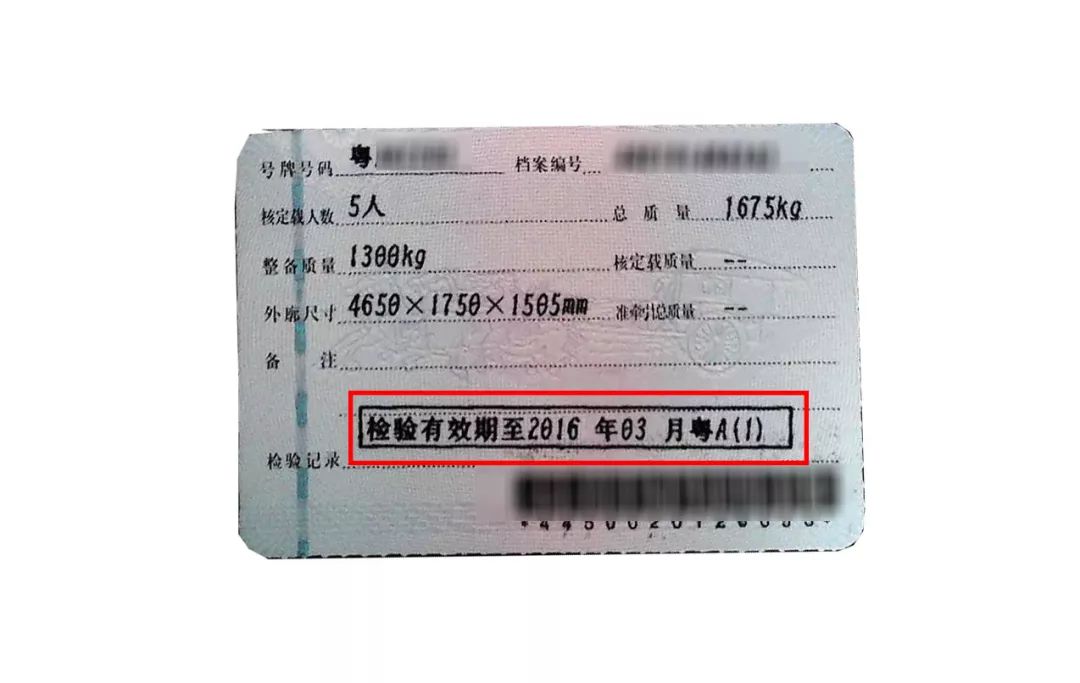 号牌号码 粤 档案编号
核定载人数 5人 总质量 1675kg
整备质量 1300kg 核定载质量 --
外廓尺寸 4650×1750×1505mm 准牵引总质量 --
备注
检验有效期至2016 年03 月粤A(1)
检验记录